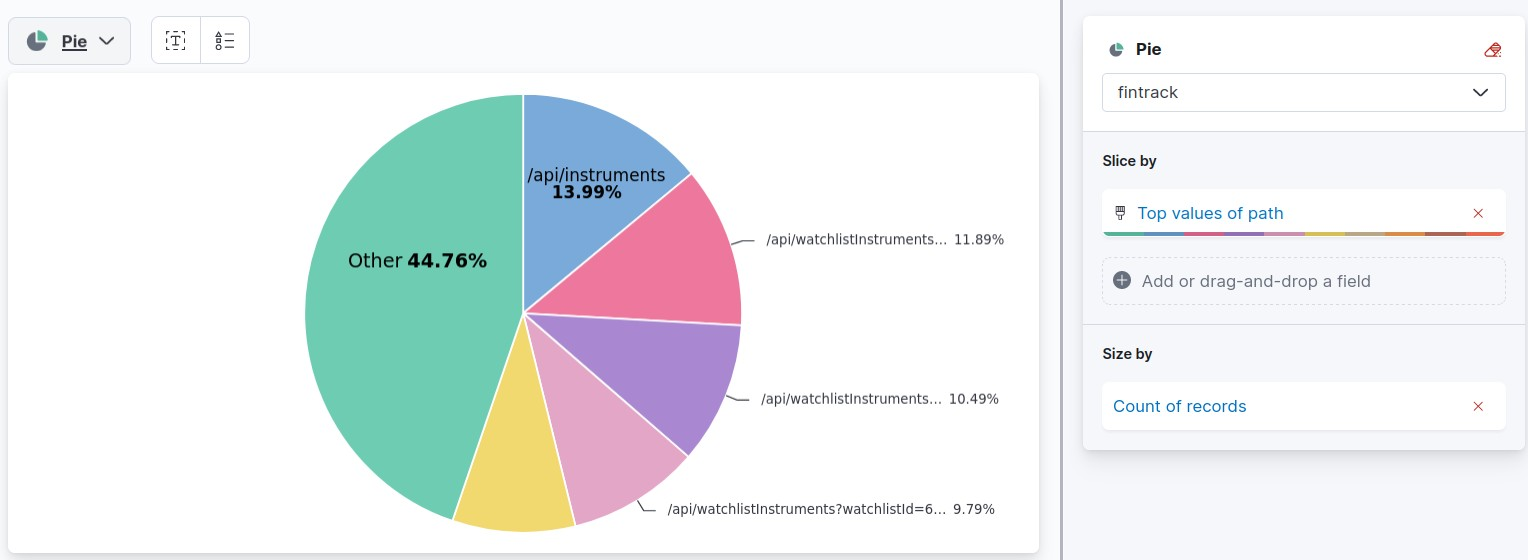 Pie
T
/api/instruments
13.99%
/api/watchlistInstruments... 11.89%
Other 44.76%
/api/watchlistInstruments... 10.49%
/api/watchlistInstruments?watchlistId=6... 9.79%
Pie
fintrack
Slice by
Top values of path
Add or drag-and-drop a field
Size by
Count of records